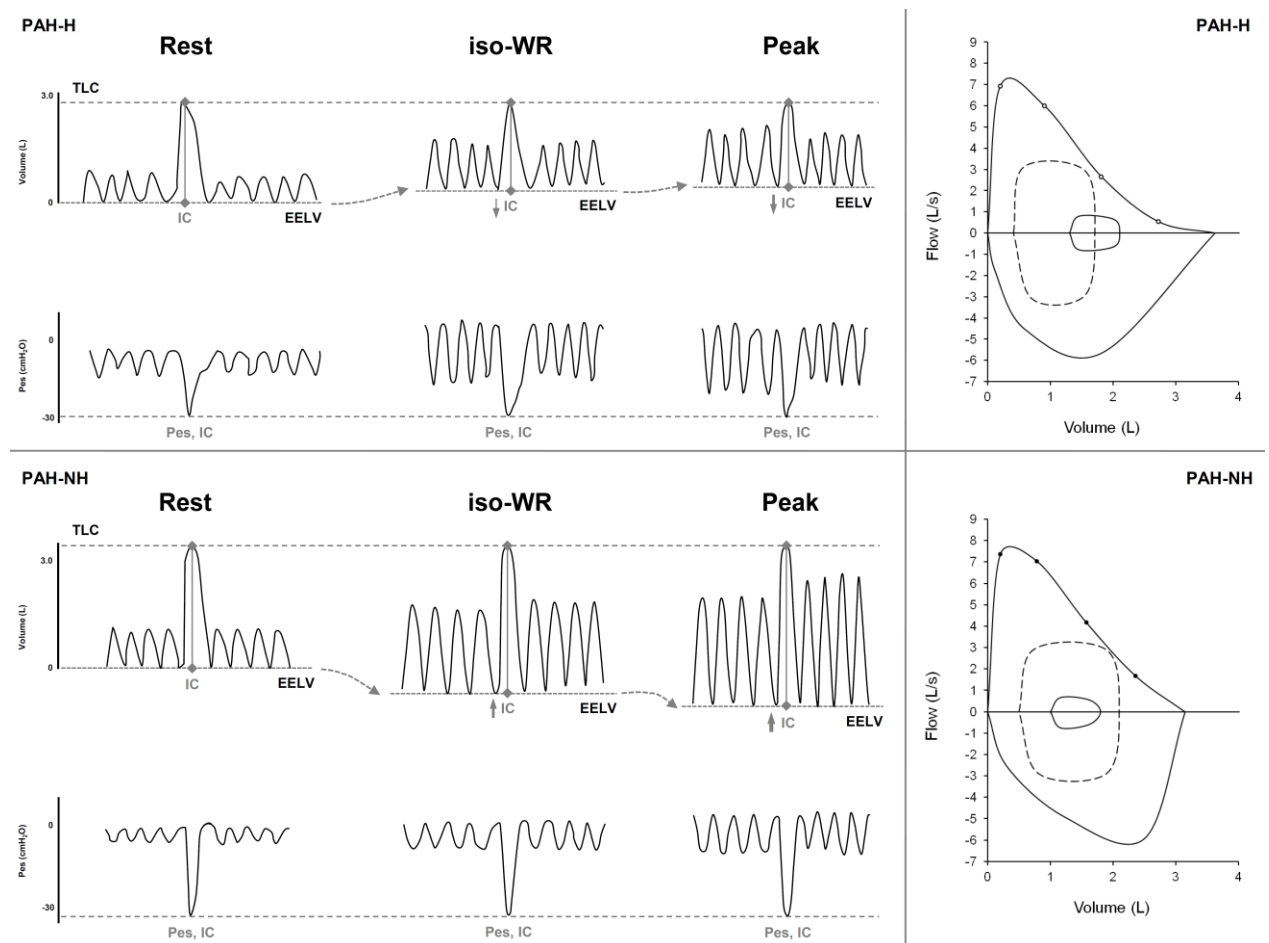 PAH-H
Rest iso-WR Peak
TLC
3.0
Volume (L)
0
IC EELV IC EELV IC EELV
0
Pes (cmH₂O)
-30
Pes, IC Pes, IC Pes, IC
PAH-H
9
8
7
6
5
4
3
2
1
0
-1
-2
-3
-4
-5
-6
-7
Flow (L/s)
0 1 2 3 4
Volume (L)
PAH-NH
Rest iso-WR Peak
TLC
3.0
Volume (L)
0
IC EELV IC EELV IC EELV
0
Pes (cmH₂O)
-30
Pes, IC Pes, IC Pes, IC
PAH-NH
9
8
7
6
5
4
3
2
1
0
-1
-2
-3
-4
-5
-6
-7
Flow (L/s)
0 1 2 3 4
Volume (L)